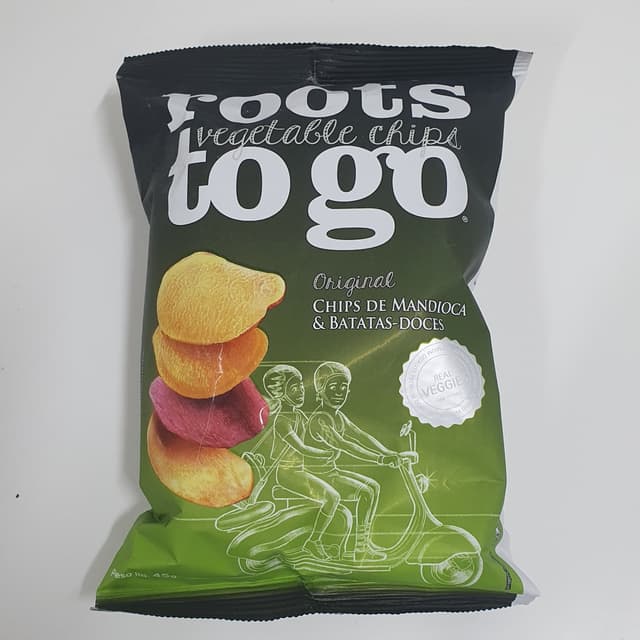 roots
vegetable chips
to go®
Original
CHIPS DE MANDIOCA
& BATATAS-DOCES
REAL
VEGGIE
45g